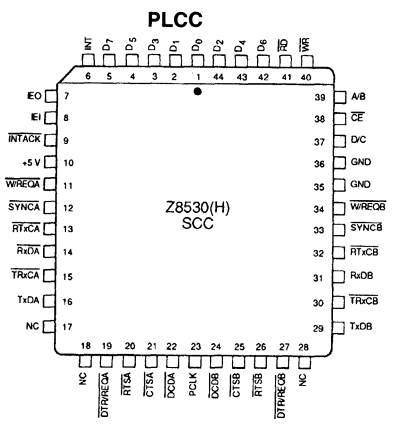 PLCC
INT D7 D5 D3 D1 D0 D2 D4 D6 RD WR
6 5 4 3 2 1 44 43 42 41 40
IEO 7
IEI 8
INTACK 9
+5 V 10
W/REQA 11
SYNCA 12
RTxCA 13
RxDA 14
TRxCA 15
TxDA 16
NC 17
Z8530(H)
SCC
39 A/B
38 CE
37 D/C
36 GND
35 GND
34 W/REQB
33 SYNCB
32 RTxCB
31 RxDB
30 TRxCB
29 TxDB
18 19 20 21 22 23 24 25 26 27 28
NC DTR/REQA RTSA CTSA DCDA PCLK DCDB CTSB RTSB DTR/REQB NC